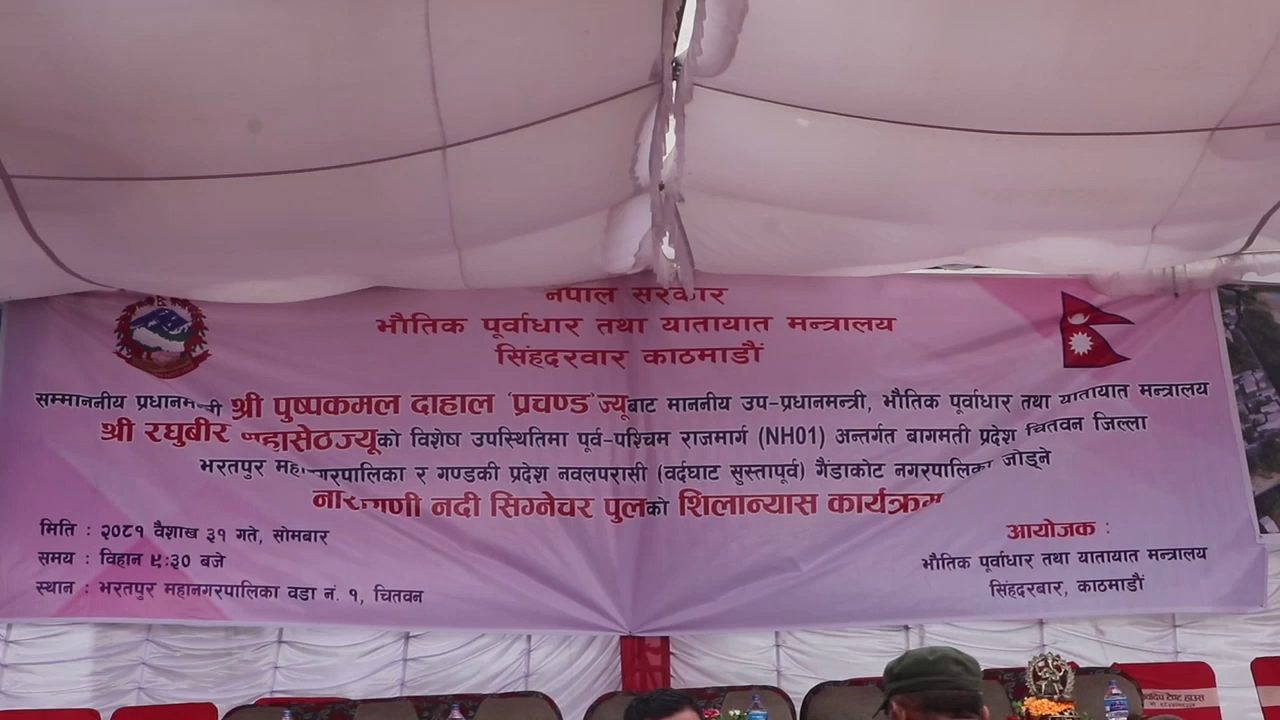 नेपाल सरकार
भौतिक पूर्वाधार तथा यातायात मन्त्रालय
सिंहदरवार काठमाडौं
सम्माननीय प्रधानमन्त्री श्री पुष्पकमल दाहाल 'प्रचण्ड' ज्यूबाट माननीय उप-प्रधानमन्त्री, भौतिक पूर्वाधार तथा यातायात मन्त्रालय
श्री रघुबीर महासेठज्यूको विशेष उपस्थितिमा पूर्व-पश्चिम राजमार्ग (NH01) अन्तर्गत बागमती प्रदेश चितवन जिल्ला
भरतपुर महानगरपालिका र गण्डकी प्रदेश नवलपरासी (वर्दघाट सुस्तापूर्व) गैंडाकोट नगरपालिका जोड्ने
नारायणी नदी सिग्नेचर पुलको शिलान्यास कार्यक्रम
मिति : २०८१ वैशाख ३१ गते, सोमबार
समय : विहान ९:३० बजे
स्थान : भरतपुर महानगरपालिका वडा नं. १, चितवन
आयोजक :
भौतिक पूर्वाधार तथा यातायात मन्त्रालय
सिंहदरबार, काठमाडौं